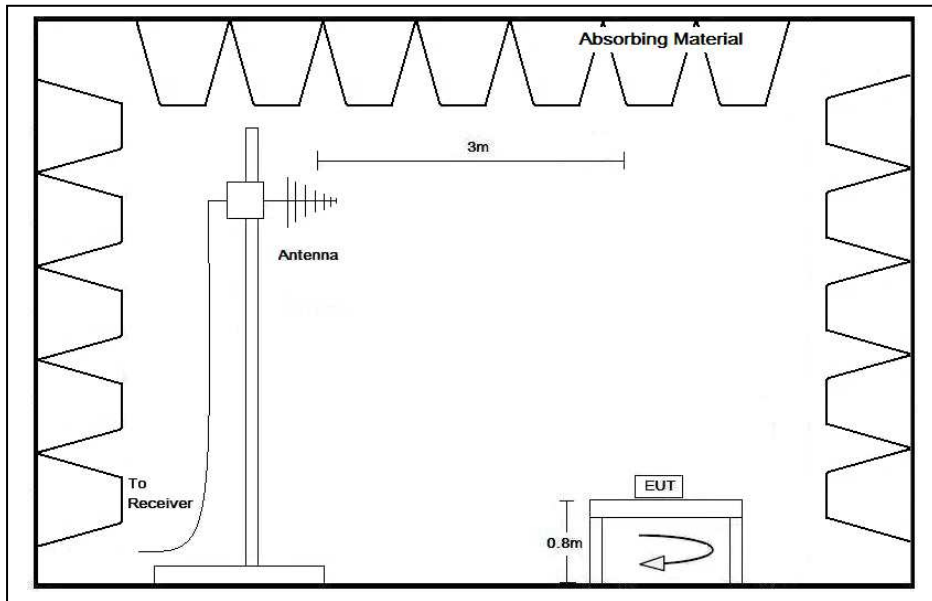 Absorbing Material
3m
Antenna
To
Receiver
EUT
0.8m